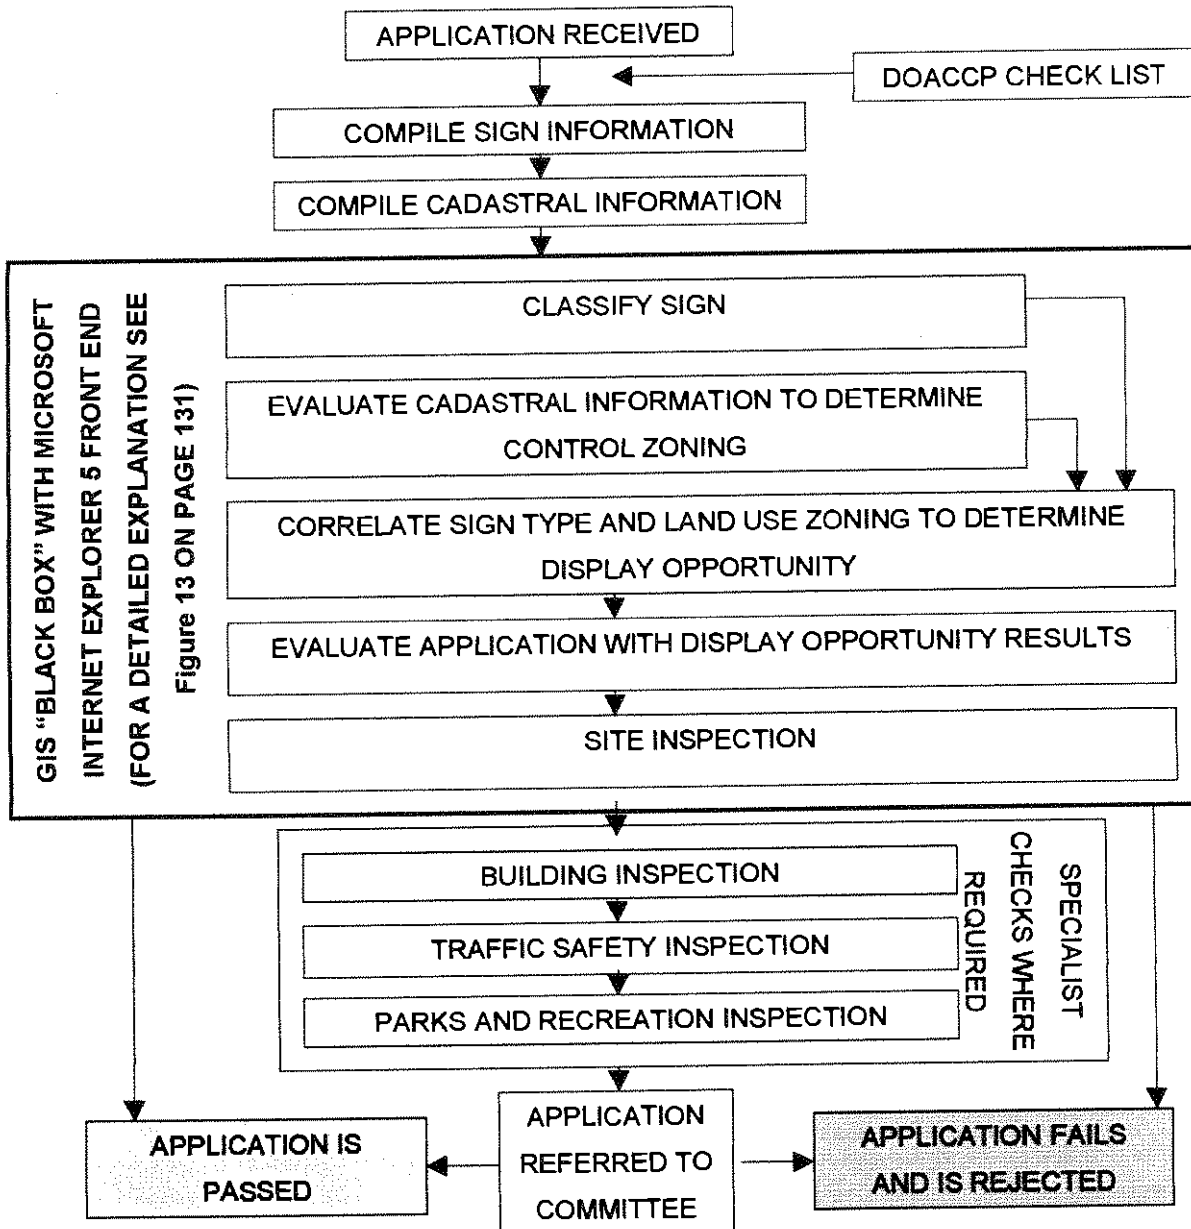 APPLICATION RECEIVED
DOACCP CHECK LIST
COMPILE SIGN INFORMATION
COMPILE CADASTRAL INFORMATION
GIS “BLACK BOX” WITH MICROSOFT
INTERNET EXPLORER 5 FRONT END
(FOR A DETAILED EXPLANATION SEE
Figure 13 ON PAGE 131)
CLASSIFY SIGN
EVALUATE CADASTRAL INFORMATION TO DETERMINE
CONTROL ZONING
CORRELATE SIGN TYPE AND LAND USE ZONING TO DETERMINE
DISPLAY OPPORTUNITY
EVALUATE APPLICATION WITH DISPLAY OPPORTUNITY RESULTS
SITE INSPECTION
BUILDING INSPECTION
TRAFFIC SAFETY INSPECTION
PARKS AND RECREATION INSPECTION
SPECIALIST
CHECKS WHERE
REQUIRED
APPLICATION IS
PASSED
APPLICATION
REFERRED TO
COMMITTEE
APPLICATION FAILS
AND IS REJECTED